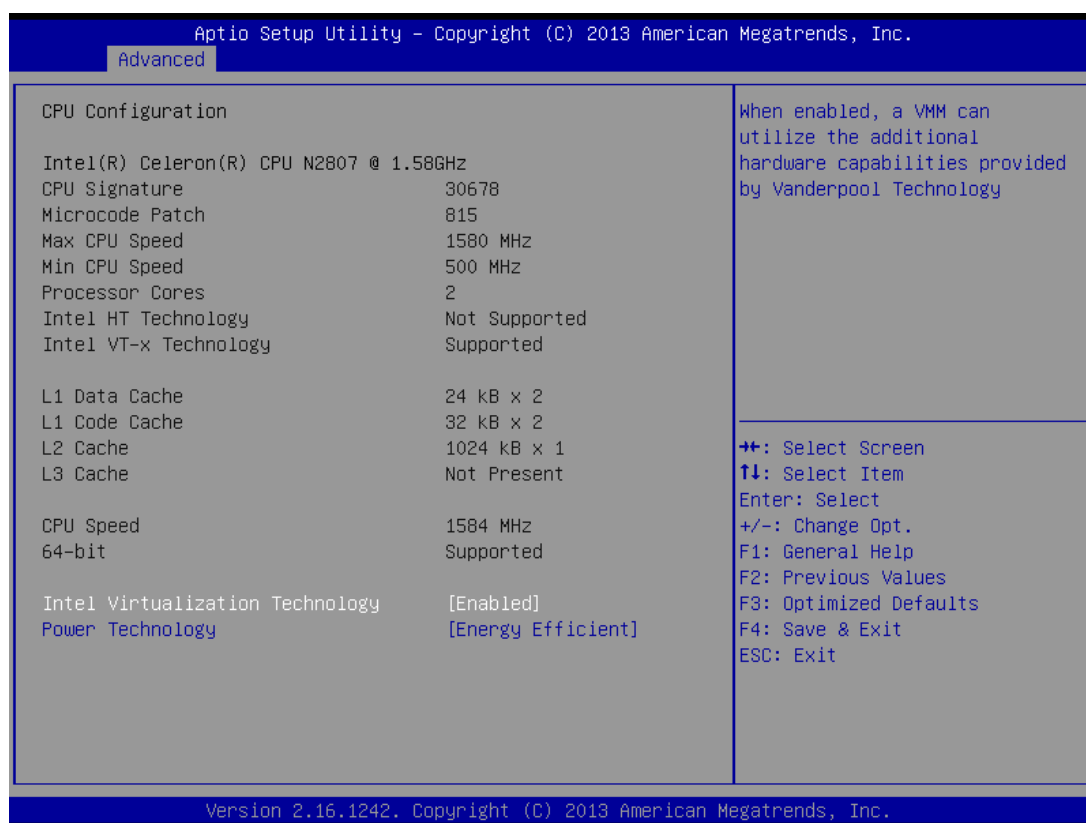 Aptio Setup Utility – Copyright (C) 2013 American Megatrends, Inc.
Advanced
CPU Configuration
Intel(R) Celeron(R) CPU N2807 @ 1.58GHz
CPU Signature 30678
Microcode Patch 815
Max CPU Speed 1580 MHz
Min CPU Speed 500 MHz
Processor Cores 2
Intel HT Technology Not Supported
Intel VT-x Technology Supported
L1 Data Cache 24 kB x 2
L1 Code Cache 32 kB x 2
L2 Cache 1024 kB x 1
L3 Cache Not Present
CPU Speed 1584 MHz
64-bit Supported
Intel Virtualization Technology [Enabled]
Power Technology [Energy Efficient]
When enabled, a VMM can
utilize the additional
hardware capabilities provided
by Vanderpool Technology
→←: Select Screen
↑↓: Select Item
Enter: Select
+/-: Change Opt.
F1: General Help
F2: Previous Values
F3: Optimized Defaults
F4: Save & Exit
ESC: Exit
Version 2.16.1242. Copyright (C) 2013 American Megatrends, Inc.